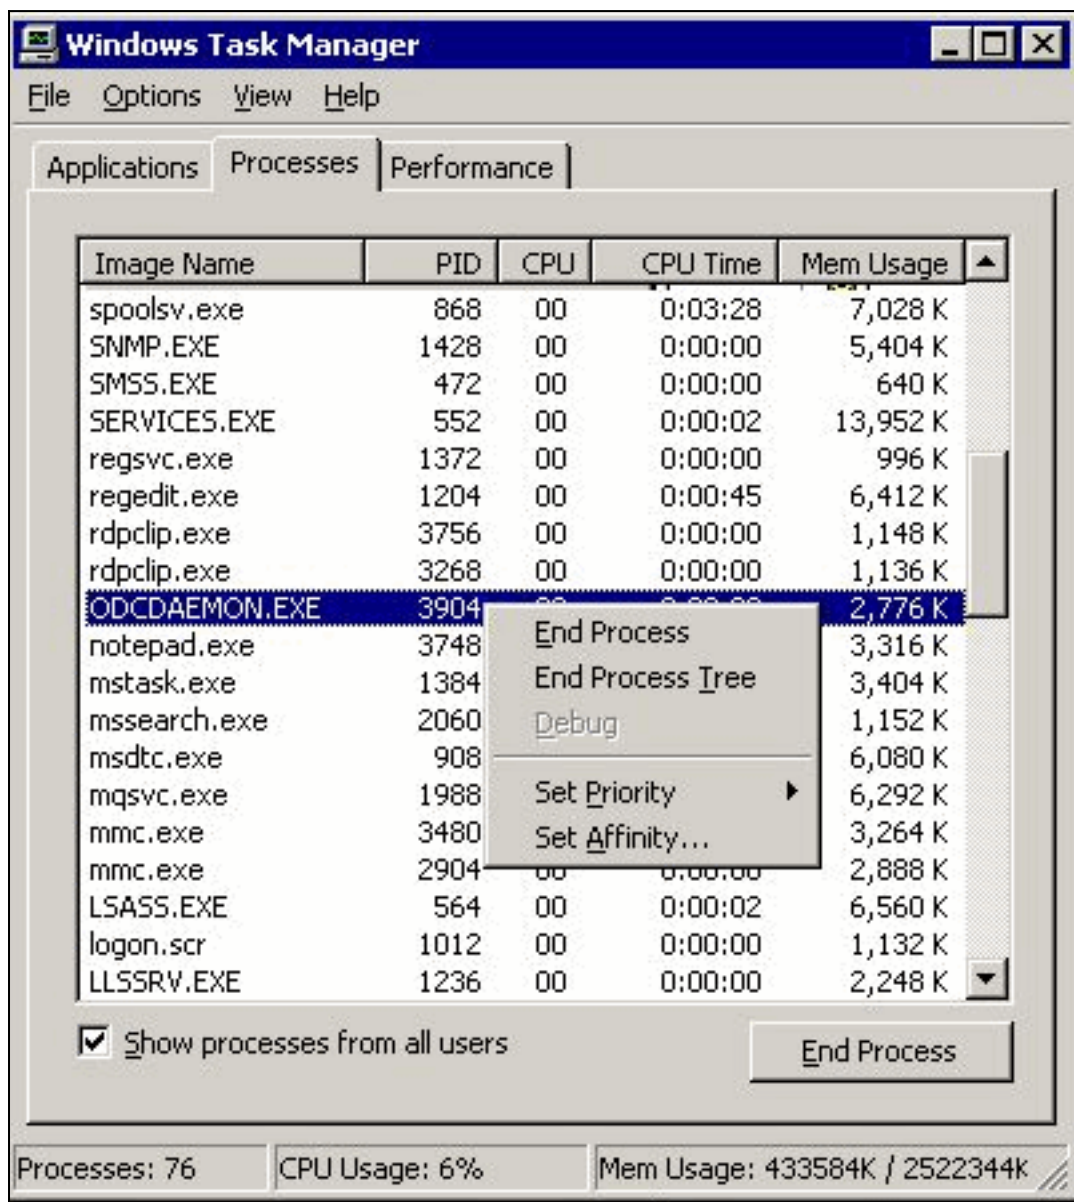 Windows Task Manager
File Options View Help
Applications Processes Performance
Image Name PID CPU CPU Time Mem Usage
spoolsv.exe 868 00 0:03:28 7,028 K
SNMP.EXE 1428 00 0:00:00 5,404 K
SMSS.EXE 472 00 0:00:00 640 K
SERVICES.EXE 552 00 0:00:02 13,952 K
regsvc.exe 1372 00 0:00:00 996 K
regedit.exe 1204 00 0:00:45 6,412 K
rdpclip.exe 3756 00 0:00:00 1,148 K
rdpclip.exe 3268 00 0:00:00 1,136 K
ODCDAEMON.EXE 3904 2,776 K
End Process
notepad.exe 3748 3,316 K
End Process Tree
mstask.exe 1384 3,404 K
Debug
mssearch.exe 2060 1,152 K
msdtc.exe 908 6,080 K
Set Priority
mqsvc.exe 1988 6,292 K
Set Affinity...
mmc.exe 3480 3,264 K
mmc.exe 2904 2,888 K
LSASS.EXE 564 00 0:00:02 6,560 K
logon.scr 1012 00 0:00:00 1,132 K
LLSSRV.EXE 1236 00 0:00:00 2,248 K
Show processes from all users
End Process
Processes: 76 CPU Usage: 6% Mem Usage: 433584K / 2522344K